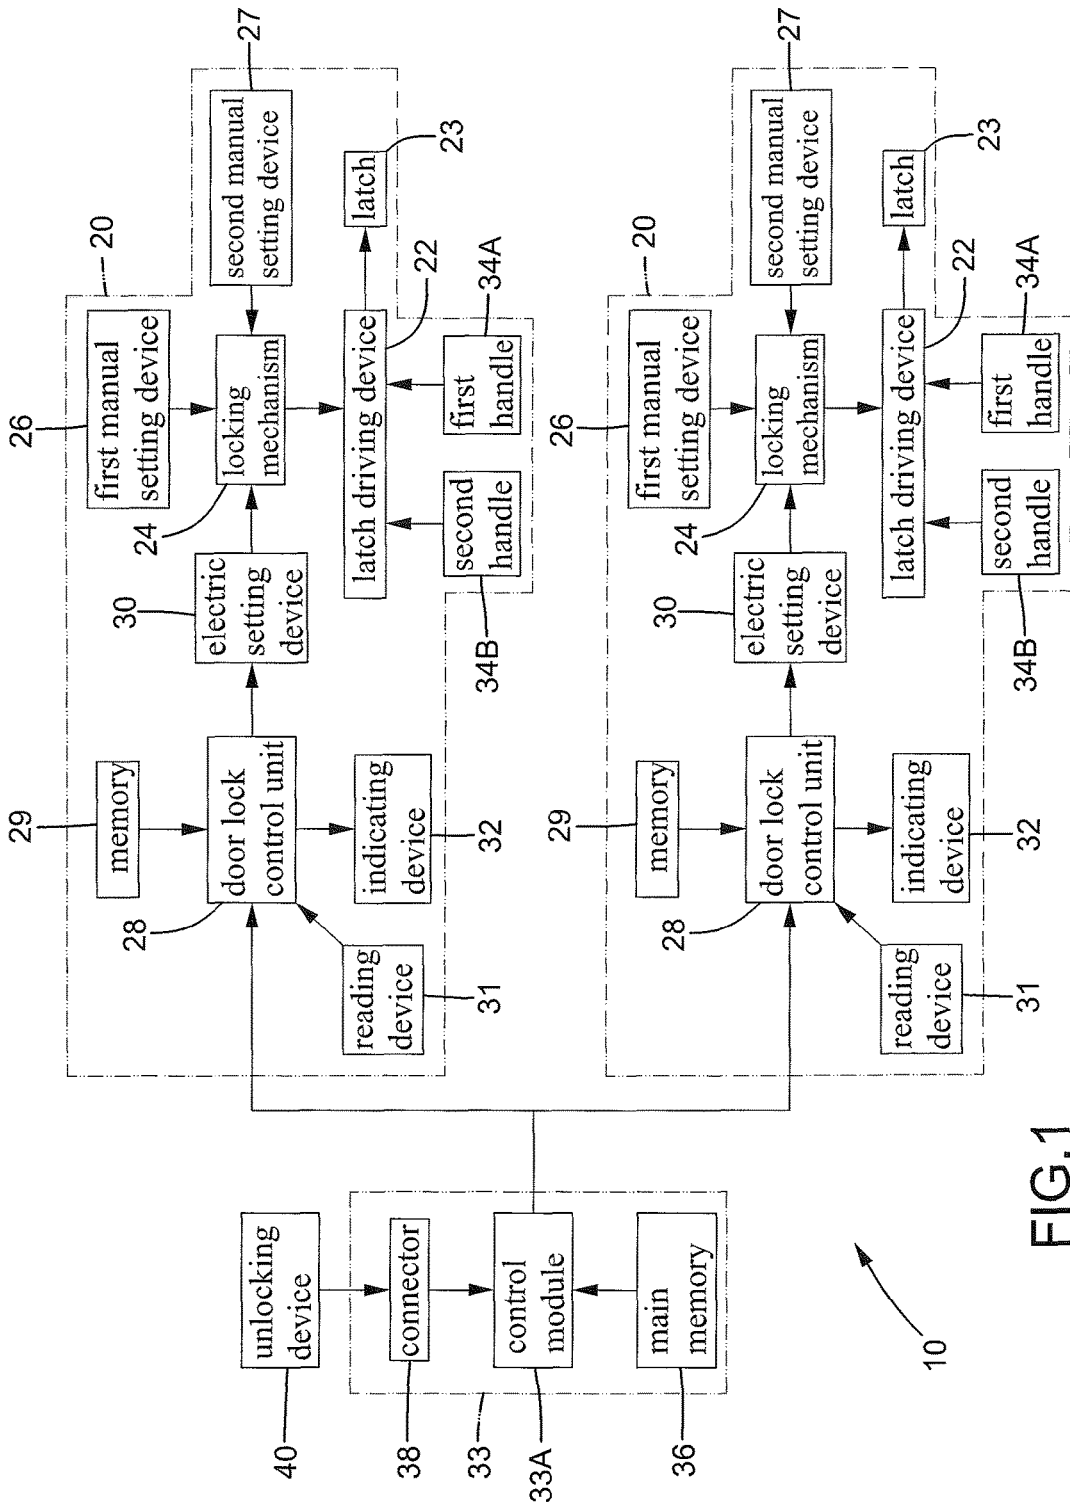 27
second manual
setting device
20
26
first manual
setting device
24
locking
mechanism
latch
23
latch driving device
22
first
handle
34A
second
handle
34B
30
electric
setting
device
29
memory
28
door lock
control unit
indicating
device
32
reading
device
31
27
second manual
setting device
20
26
first manual
setting device
24
locking
mechanism
latch
23
latch driving device
22
first
handle
34A
second
handle
34B
30
electric
setting
device
29
memory
28
door lock
control unit
indicating
device
32
reading
device
31
unlocking
device
40
connector
38
33
control
module
33A
main
memory
36
10
FIG.1